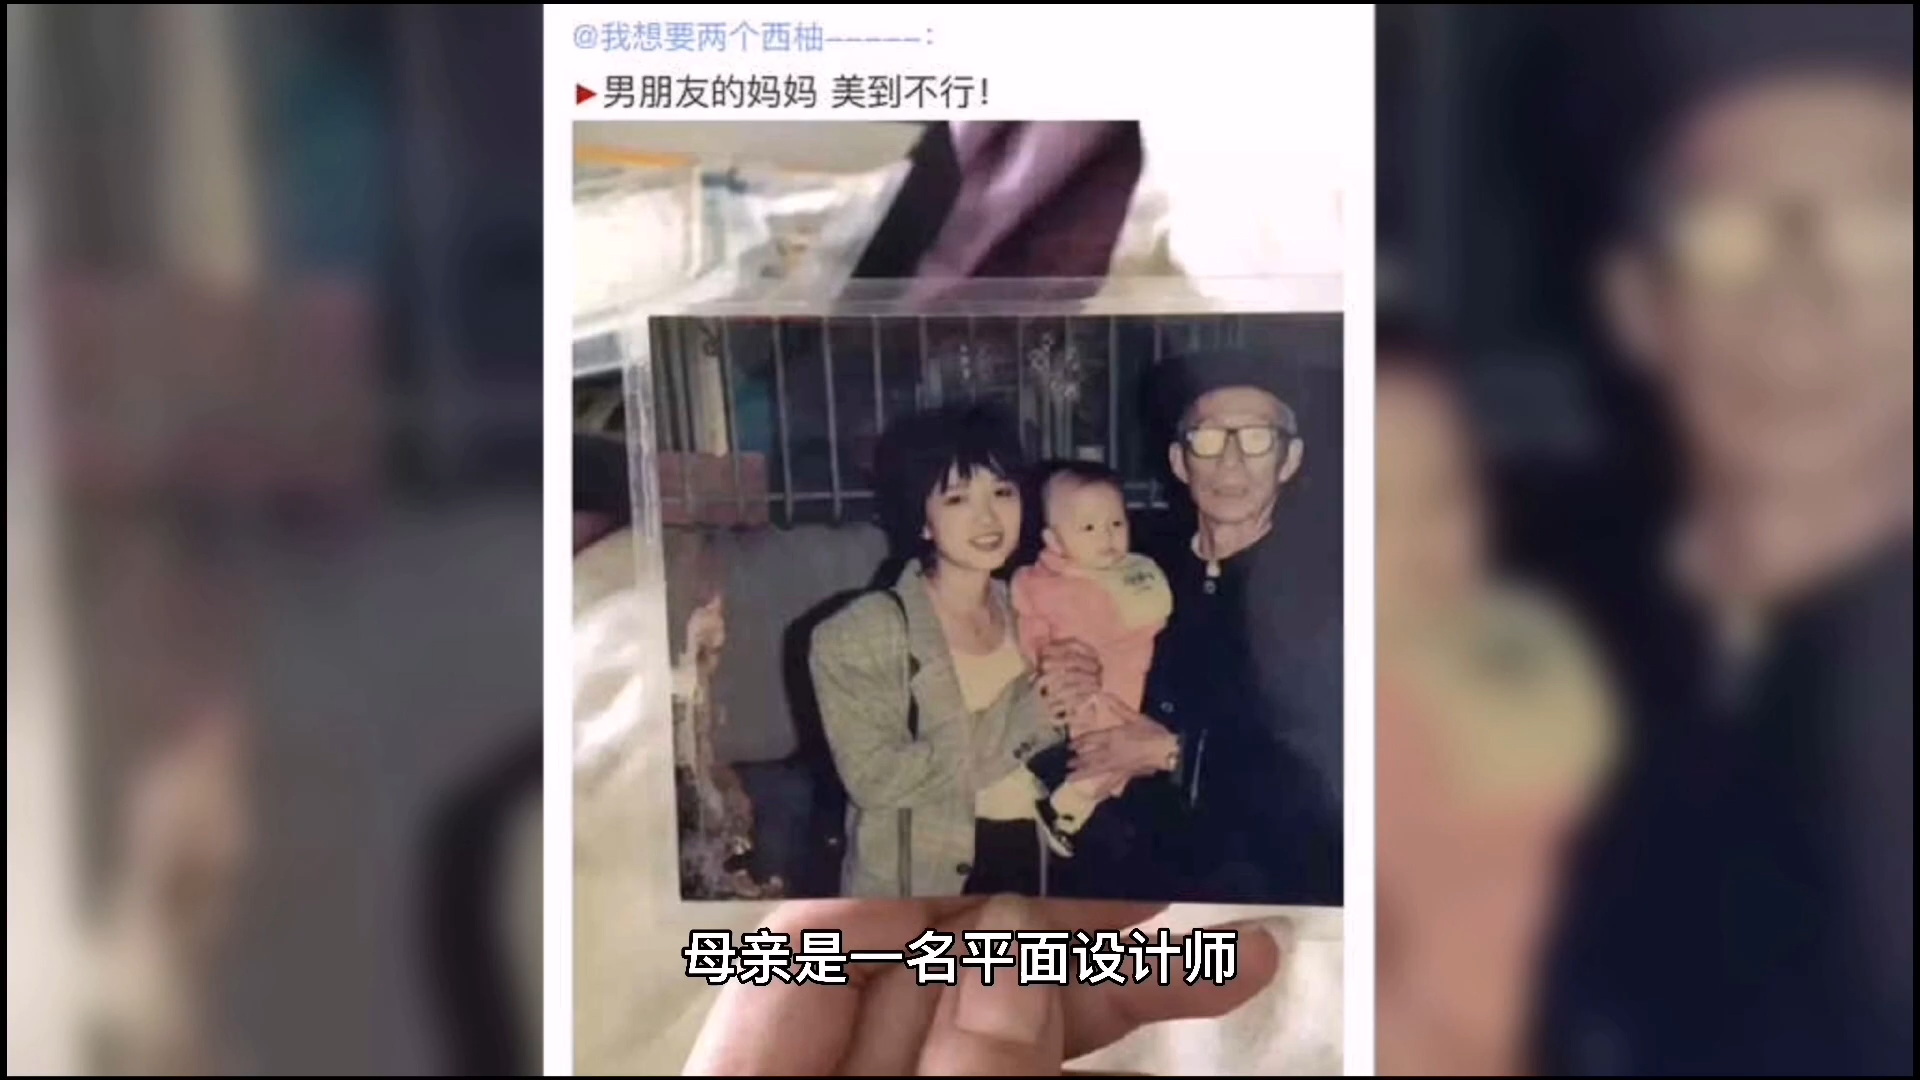 @我想要两个西柚-----：
▶男朋友的妈妈 美到不行！
母亲是一名平面设计师